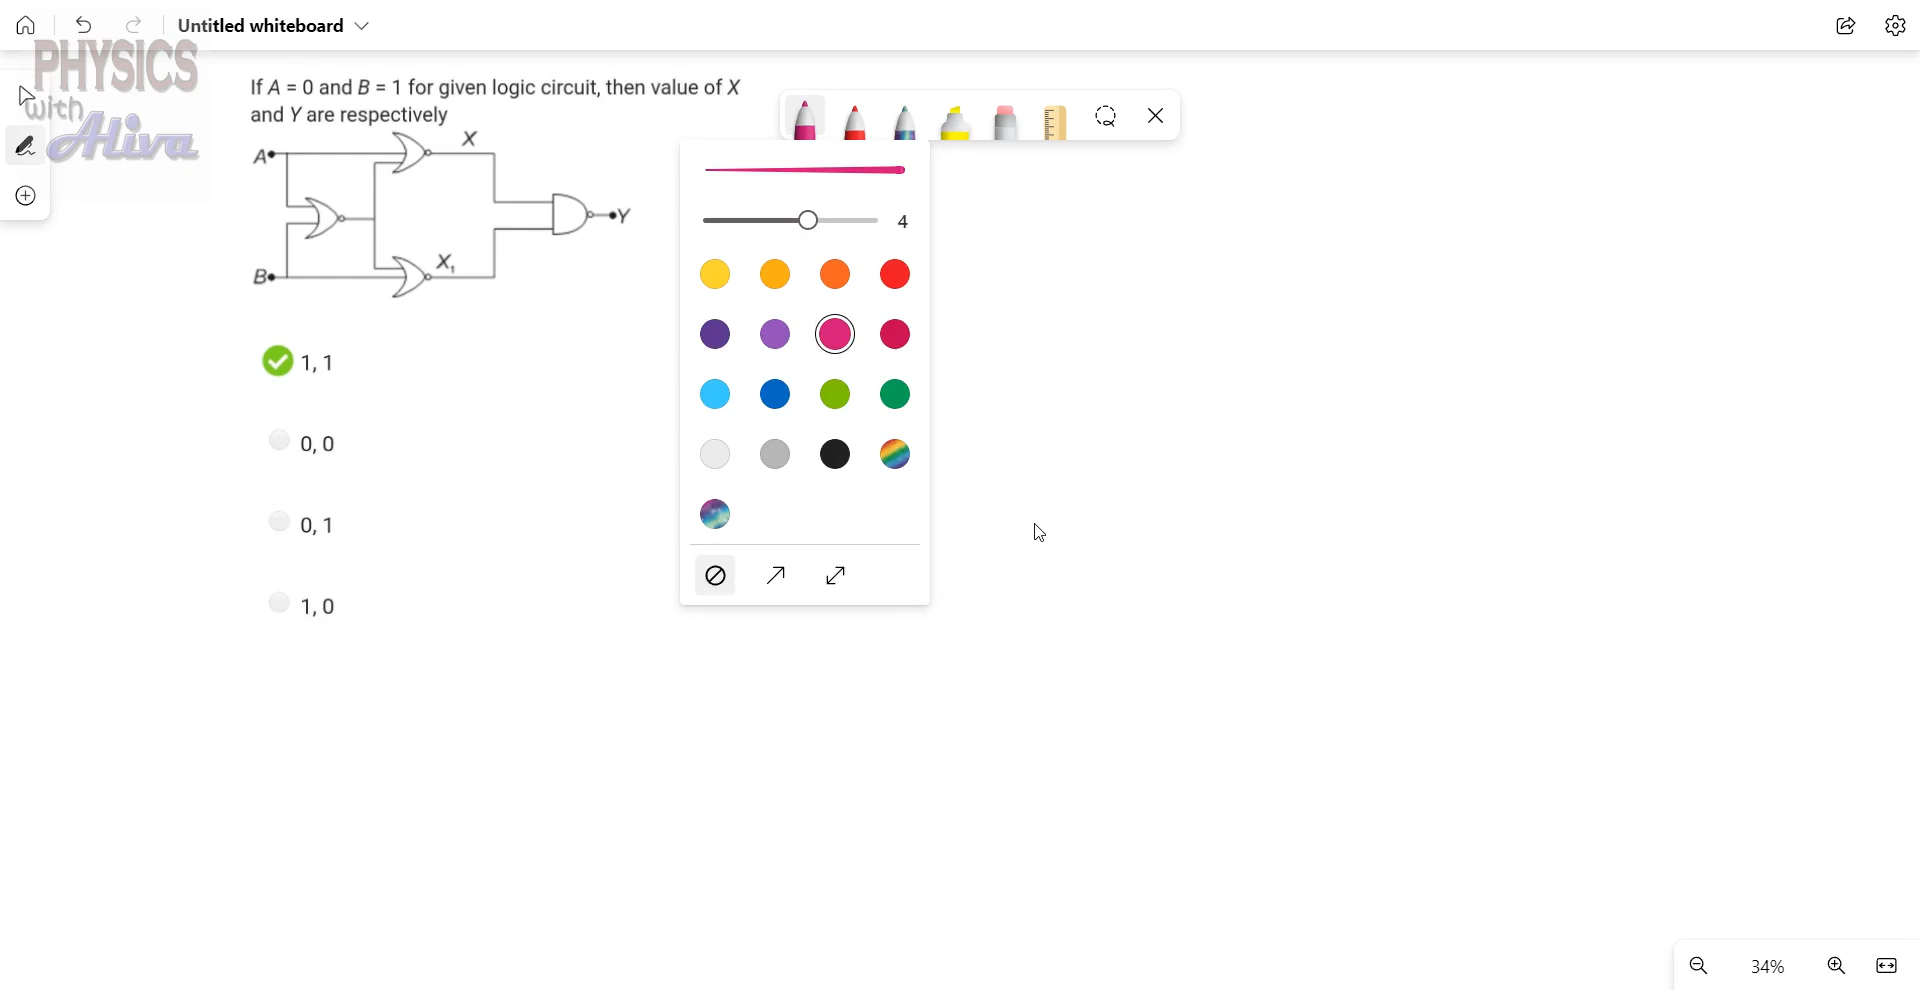 Untitled whiteboard
PHYSICS
with
Aliva
If A = 0 and B = 1 for given logic circuit, then value of X
and Y are respectively
X
A
Y
X₁
B
4
1, 1
0, 0
0, 1
1, 0
34%